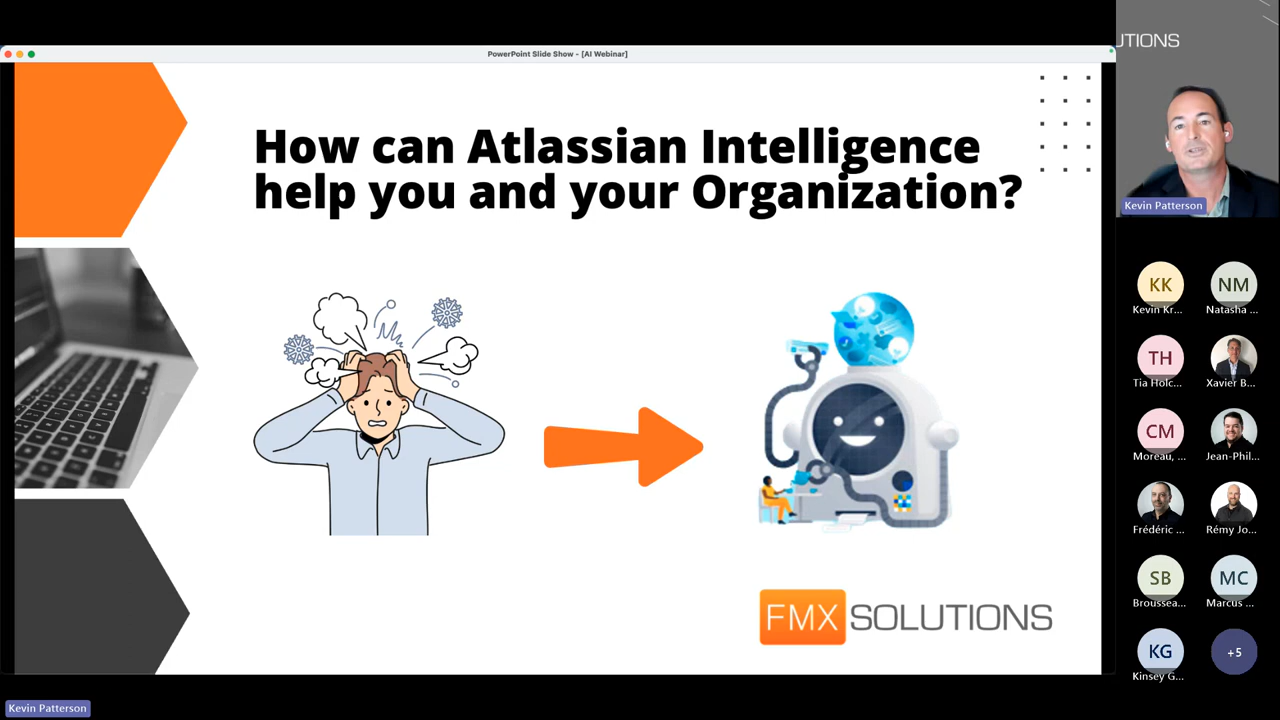 PowerPoint Slide Show - [AI Webinar]
How can Atlassian Intelligence
help you and your Organization?
FMX SOLUTIONS
UTIONS
Kevin Patterson
KK
NM
Kevin Kr...
Natasha ...
TH
Tia Holc...
Xavier B...
CM
Moreau, ...
Jean-Phil...
Frédéric ...
Rémy Jo...
SB
MC
Broussea...
Marcus ...
KG
+5
Kinsey G...
Kevin Patterson